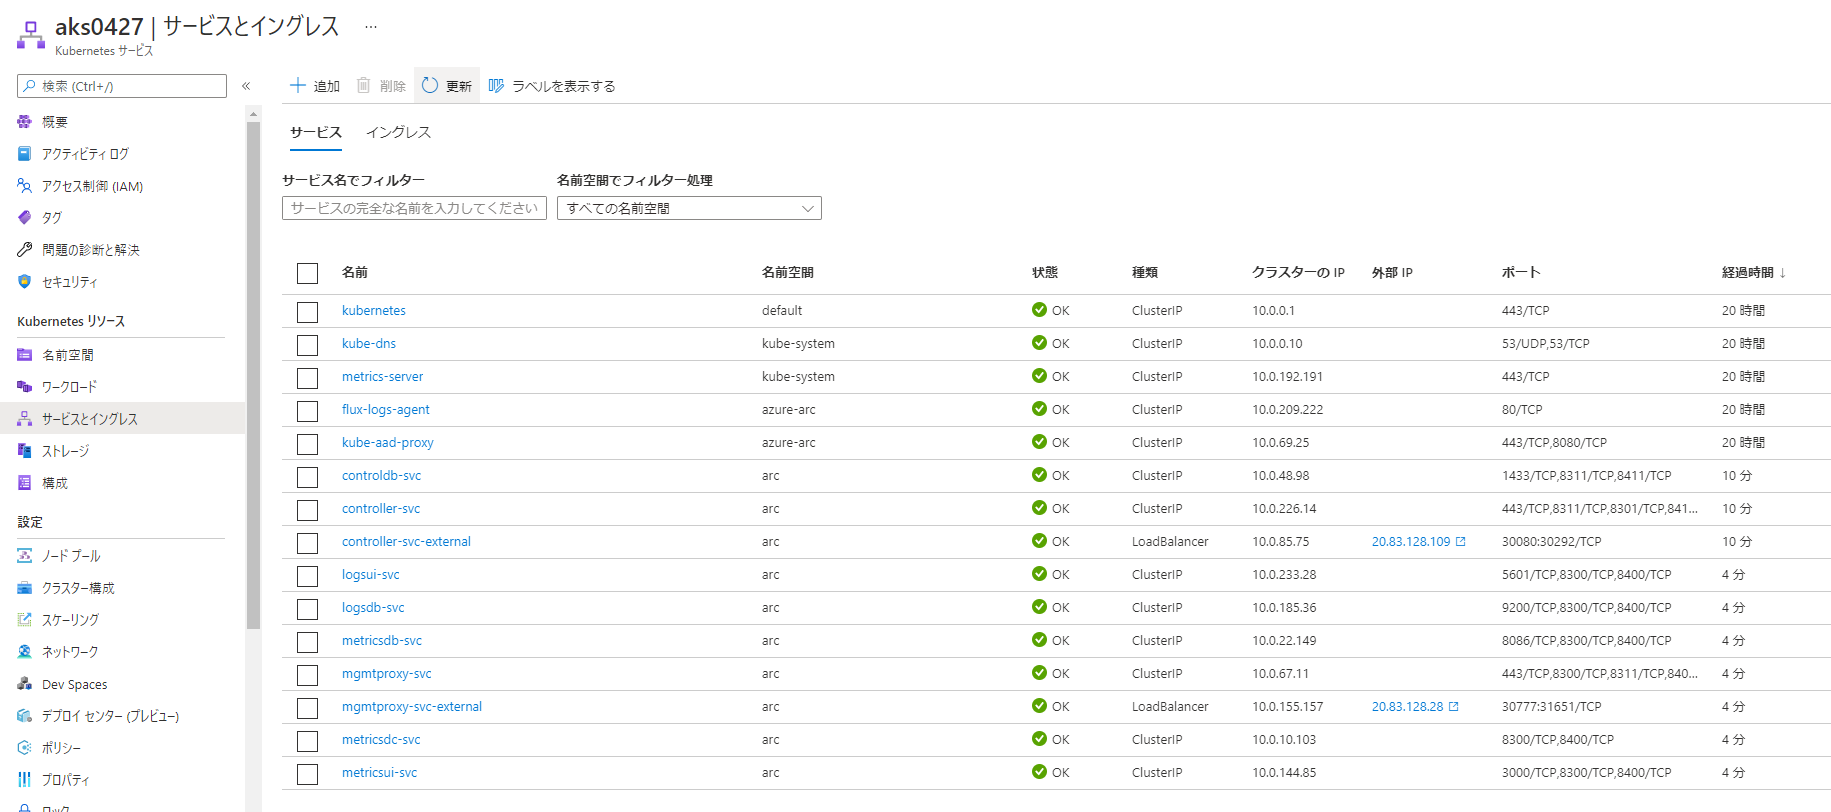 aks0427 | サービスとイングレス ...
Kubernetes サービス
検索 (Ctrl+/)
«
追加
削除
更新
ラベルを表示する
概要
アクティビティ ログ
アクセス制御 (IAM)
タグ
問題の診断と解決
セキュリティ
Kubernetes リソース
名前空間
ワークロード
サービスとイングレス
ストレージ
構成
設定
ノード プール
クラスター構成
スケーリング
ネットワーク
Dev Spaces
デプロイ センター (プレビュー)
ポリシー
プロパティ
ロック
サービス イングレス
サービス名でフィルター 名前空間でフィルター処理
サービスの完全な名前を入力してください すべての名前空間
名前 名前空間 状態 種類 クラスターの IP 外部 IP ポート 経過時間 ↓
kubernetes default OK ClusterIP 10.0.0.1 443/TCP 20 時間
kube-dns kube-system OK ClusterIP 10.0.0.10 53/UDP,53/TCP 20 時間
metrics-server kube-system OK ClusterIP 10.0.192.191 443/TCP 20 時間
flux-logs-agent azure-arc OK ClusterIP 10.0.209.222 80/TCP 20 時間
kube-aad-proxy azure-arc OK ClusterIP 10.0.69.25 443/TCP,8080/TCP 20 時間
controldb-svc arc OK ClusterIP 10.0.48.98 1433/TCP,8311/TCP,8411/TCP 10 分
controller-svc arc OK ClusterIP 10.0.226.14 443/TCP,8311/TCP,8301/TCP,841... 10 分
controller-svc-external arc OK LoadBalancer 10.0.85.75 20.83.128.109 30080:30292/TCP 10 分
logsui-svc arc OK ClusterIP 10.0.233.28 5601/TCP,8300/TCP,8400/TCP 4 分
logsdb-svc arc OK ClusterIP 10.0.185.36 9200/TCP,8300/TCP,8400/TCP 4 分
metricsdb-svc arc OK ClusterIP 10.0.22.149 8086/TCP,8300/TCP,8400/TCP 4 分
mgmtproxy-svc arc OK ClusterIP 10.0.67.11 443/TCP,8300/TCP,8311/TCP,840... 4 分
mgmtproxy-svc-external arc OK LoadBalancer 10.0.155.157 20.83.128.28 30777:31651/TCP 4 分
metricsdc-svc arc OK ClusterIP 10.0.10.103 8300/TCP,8400/TCP 4 分
metricsui-svc arc OK ClusterIP 10.0.144.85 3000/TCP,8300/TCP,8400/TCP 4 分